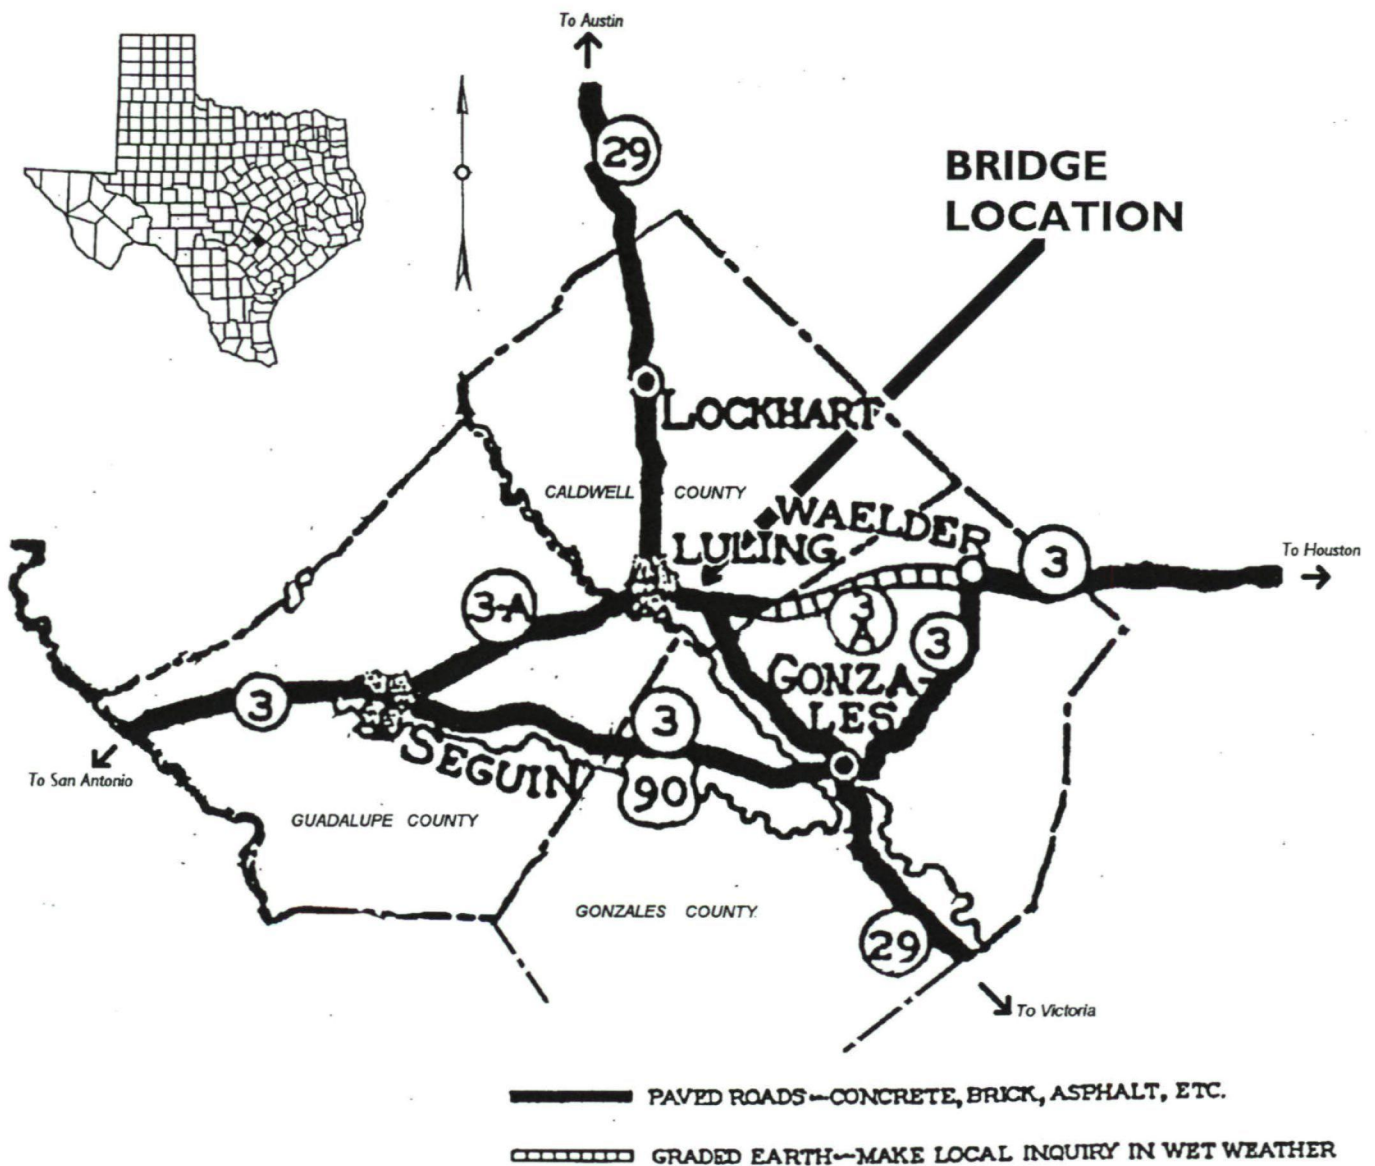 To Austin
29
BRIDGE
LOCATION
LOCKHART
CALDWELL COUNTY
WAELDER
LULING
3
To Houston
3-A
3
A
3
GONZA-
LES
3
3
SEGUIN
90
To San Antonio
GUADALUPE COUNTY
GONZALES COUNTY.
29
To Victoria
PAVED ROADS—CONCRETE, BRICK, ASPHALT, ETC.
GRADED EARTH—MAKE LOCAL INQUIRY IN WET WEATHER